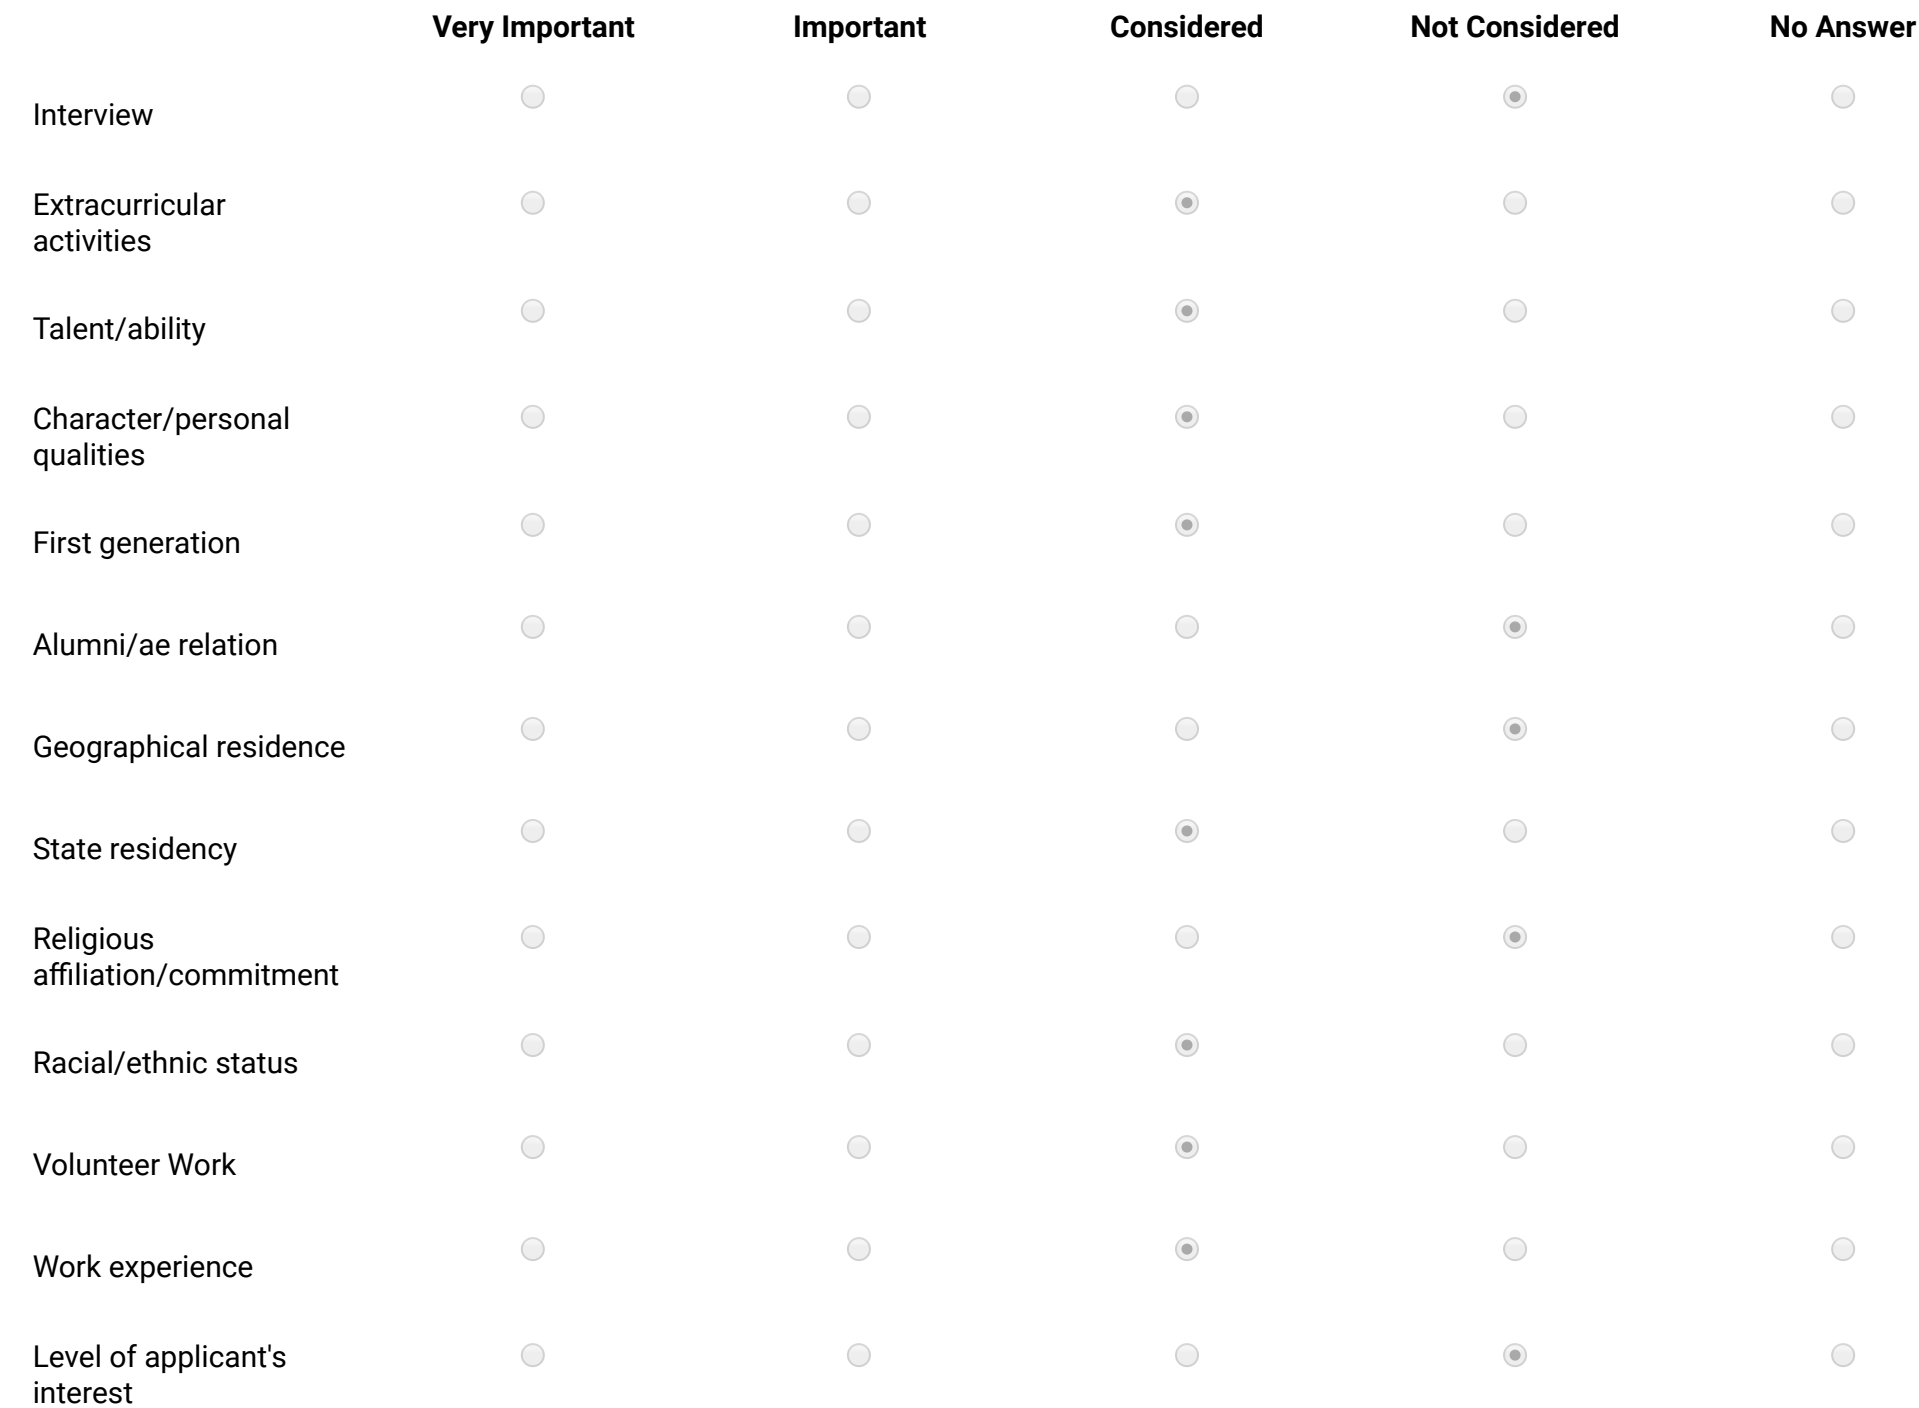 Very Important Important Considered Not Considered No Answer
Interview
Extracurricular
activities
Talent/ability
Character/personal
qualities
First generation
Alumni/ae relation
Geographical residence
State residency
Religious
affiliation/commitment
Racial/ethnic status
Volunteer Work
Work experience
Level of applicant's
interest